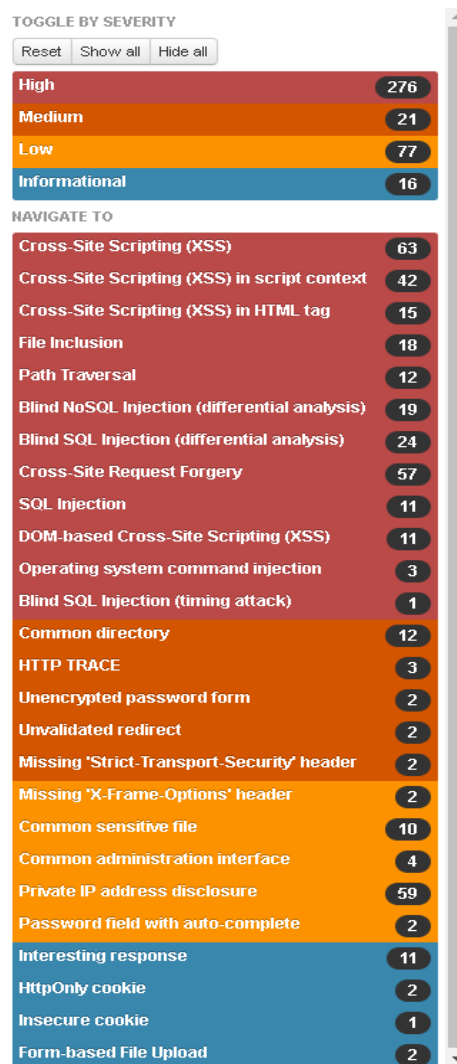 TOGGLE BY SEVERITY
Reset Show all Hide all
High 276
Medium 21
Low 77
Informational 16
NAVIGATE TO
Cross-Site Scripting (XSS) 63
Cross-Site Scripting (XSS) in script context 42
Cross-Site Scripting (XSS) in HTML tag 15
File Inclusion 18
Path Traversal 12
Blind NoSQL Injection (differential analysis) 19
Blind SQL Injection (differential analysis) 24
Cross-Site Request Forgery 57
SQL Injection 11
DOM-based Cross-Site Scripting (XSS) 11
Operating system command injection 3
Blind SQL Injection (timing attack) 1
Common directory 12
HTTP TRACE 3
Unencrypted password form 2
Unvalidated redirect 2
Missing 'Strict-Transport-Security' header 2
Missing 'X-Frame-Options' header 2
Common sensitive file 10
Common administration interface 4
Private IP address disclosure 59
Password field with auto-complete 2
Interesting response 11
HttpOnly cookie 2
Insecure cookie 1
Form-based File Upload 2